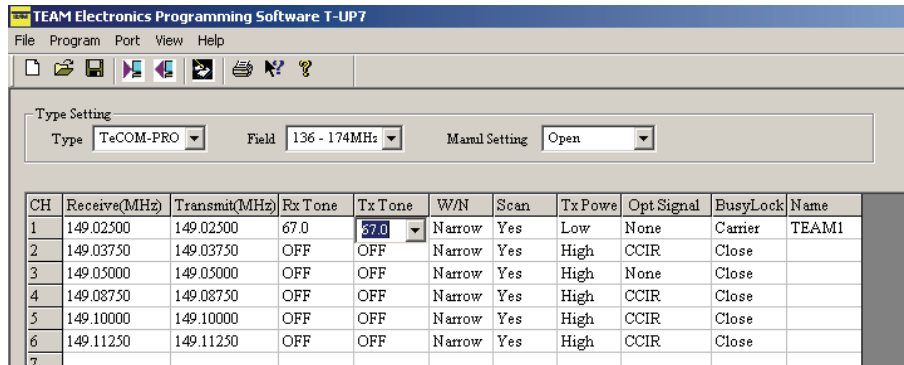 TEAM Electronics Programming Software T-UP7
File Program Port View Help
Type Setting
Type TeCOM-PRO Field 136 - 174MHz Manul Setting Open
CH Receive(MHz) Transmit(MHz) Rx Tone Tx Tone W/N Scan Tx Powe Opt Signal BusyLock Name
1 149.02500 149.02500 67.0 67.0 Narrow Yes Low None Carrier TEAM1
2 149.03750 149.03750 OFF OFF Narrow Yes High CCIR Close
3 149.05000 149.05000 OFF OFF Narrow Yes High None Close
4 149.08750 149.08750 OFF OFF Narrow Yes High CCIR Close
5 149.10000 149.10000 OFF OFF Narrow Yes High CCIR Close
6 149.11250 149.11250 OFF OFF Narrow Yes High CCIR Close
7